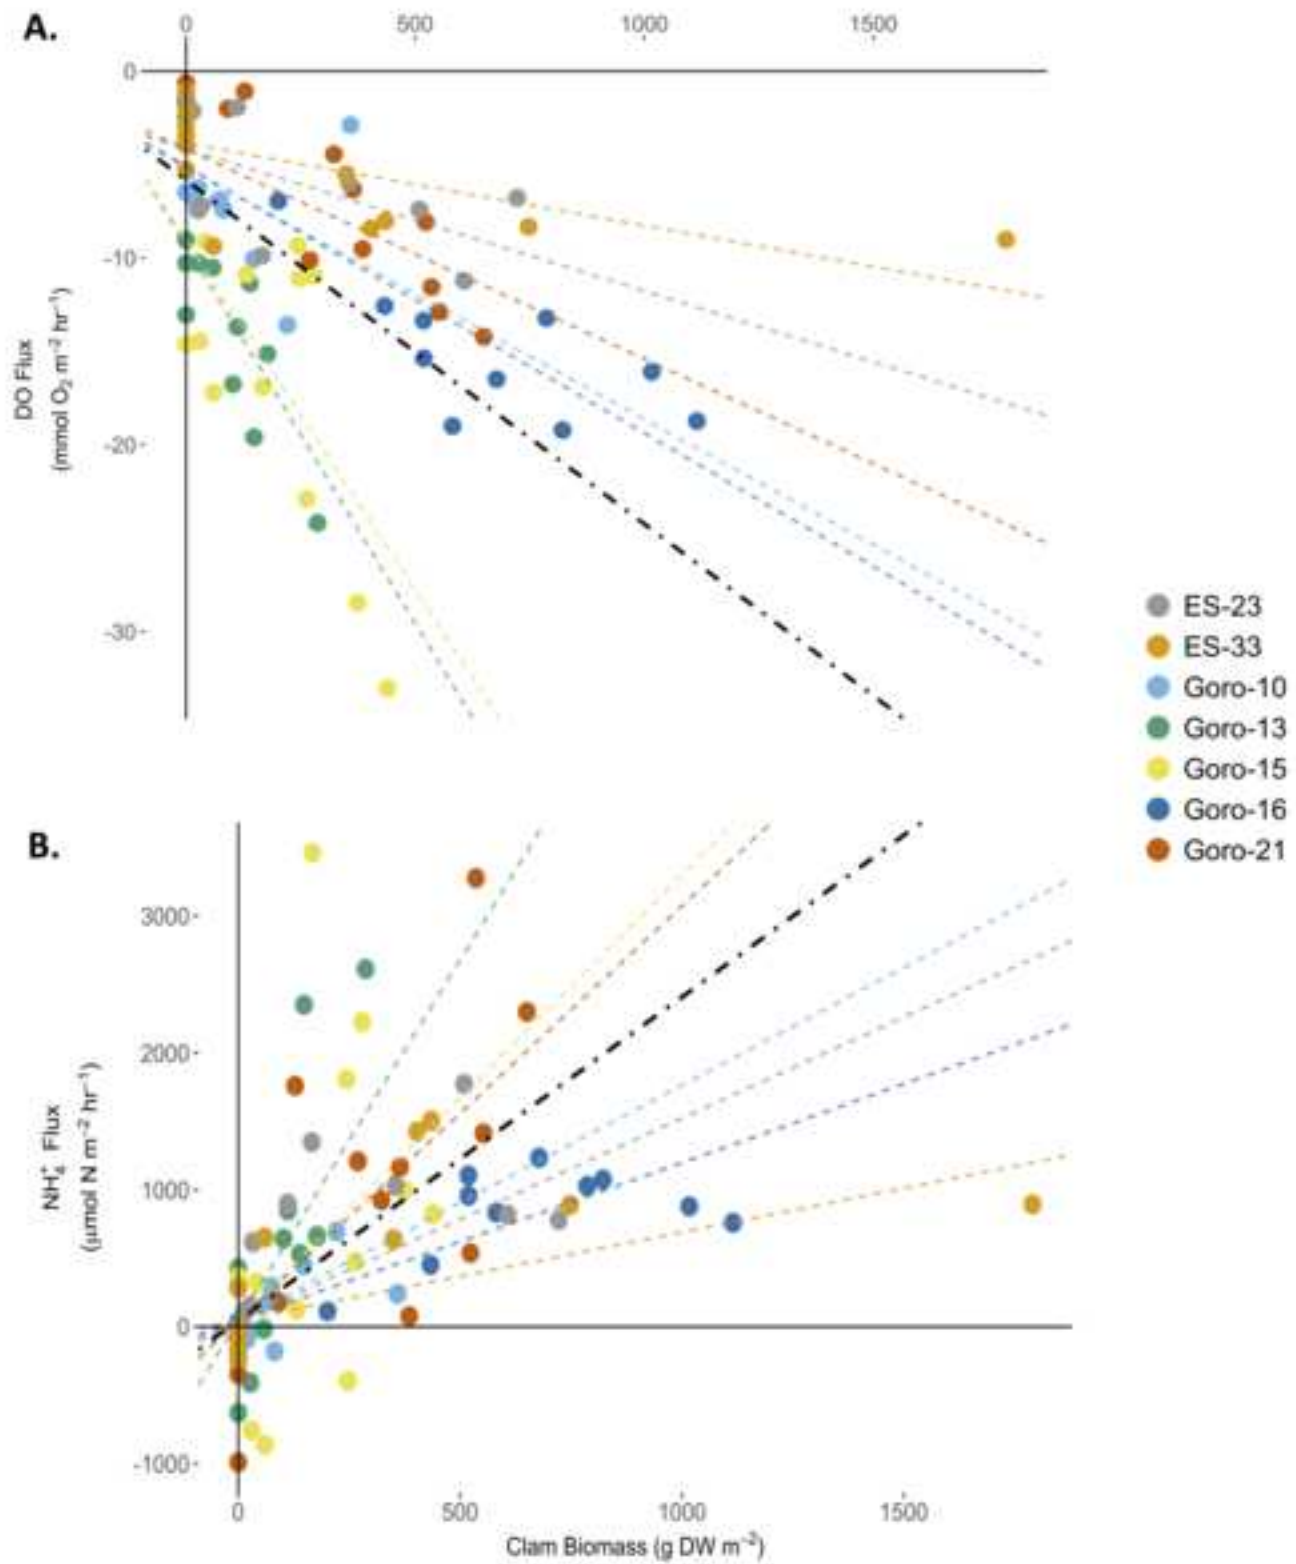 A.
0 500 1000 1500
0
-10
-20
-30
DO Flux
(mmol O₂ m⁻² hr⁻¹)
ES-23
ES-33
Goro-10
Goro-13
Goro-15
Goro-16
Goro-21
B.
3000
2000
1000
0
-1000
NH₄⁺ Flux
(μmol N m⁻² hr⁻¹)
0 500 1000 1500
Clam Biomass (g DW m⁻²)